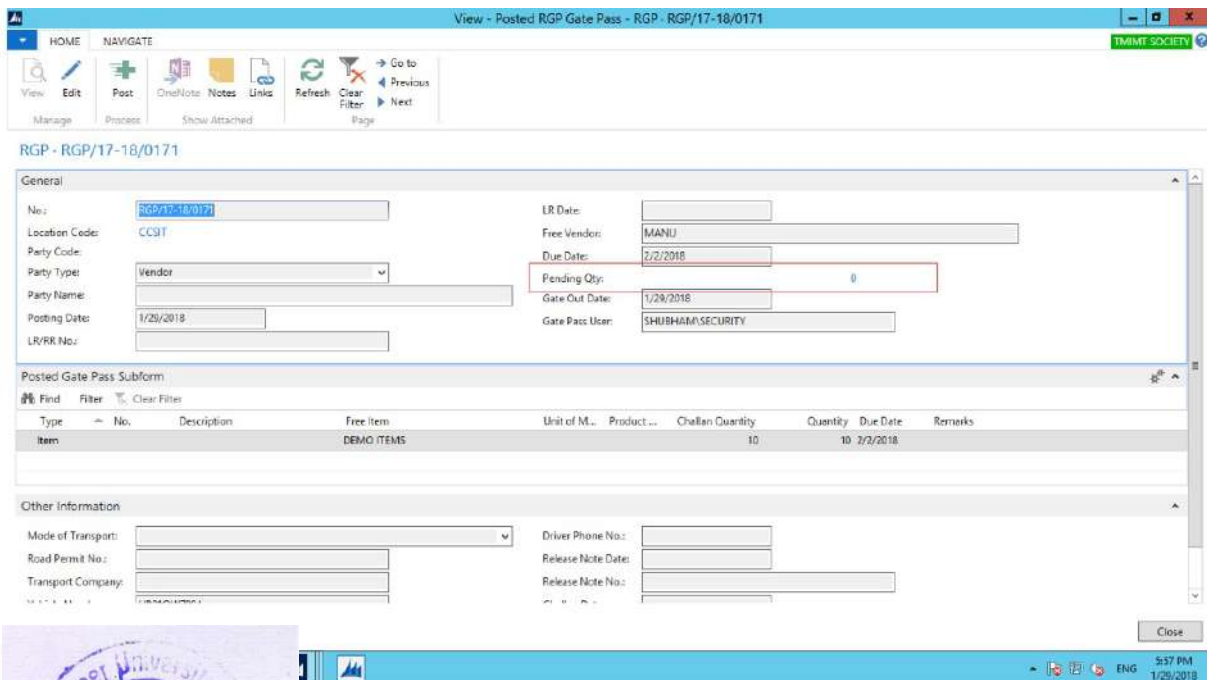 View - Posted RGP Gate Pass - RGP - RGP/17-18/0171
HOME NAVIGATE
TMIMT SOCIETY
View Edit Post OneNote Notes Links Refresh Clear Filter
Go to
Previous
Next
Manage Process Show Attached Page
RGP - RGP/17-18/0171
General
No.: RGP/17-18/0171
Location Code: CCSIT
Party Code:
Party Type: Vendor
Party Name:
Posting Date: 1/29/2018
LR/RR No.:
LR Date:
Free Vendor: MANU
Due Date: 2/2/2018
Pending Qty: 0
Gate Out Date: 1/29/2018
Gate Pass User: SHUBHAM\SECURITY
Posted Gate Pass Subform
Find Filter Clear Filter
Type No. Description Free Item Unit of M... Product ... Challan Quantity Quantity Due Date Remarks
Item DEMO ITEMS 10 10 2/2/2018
Other Information
Mode of Transport:
Road Permit No.:
Transport Company:
Driver Phone No.:
Release Note Date:
Release Note No.:
Close
ENG 5:37 PM
1/29/2018